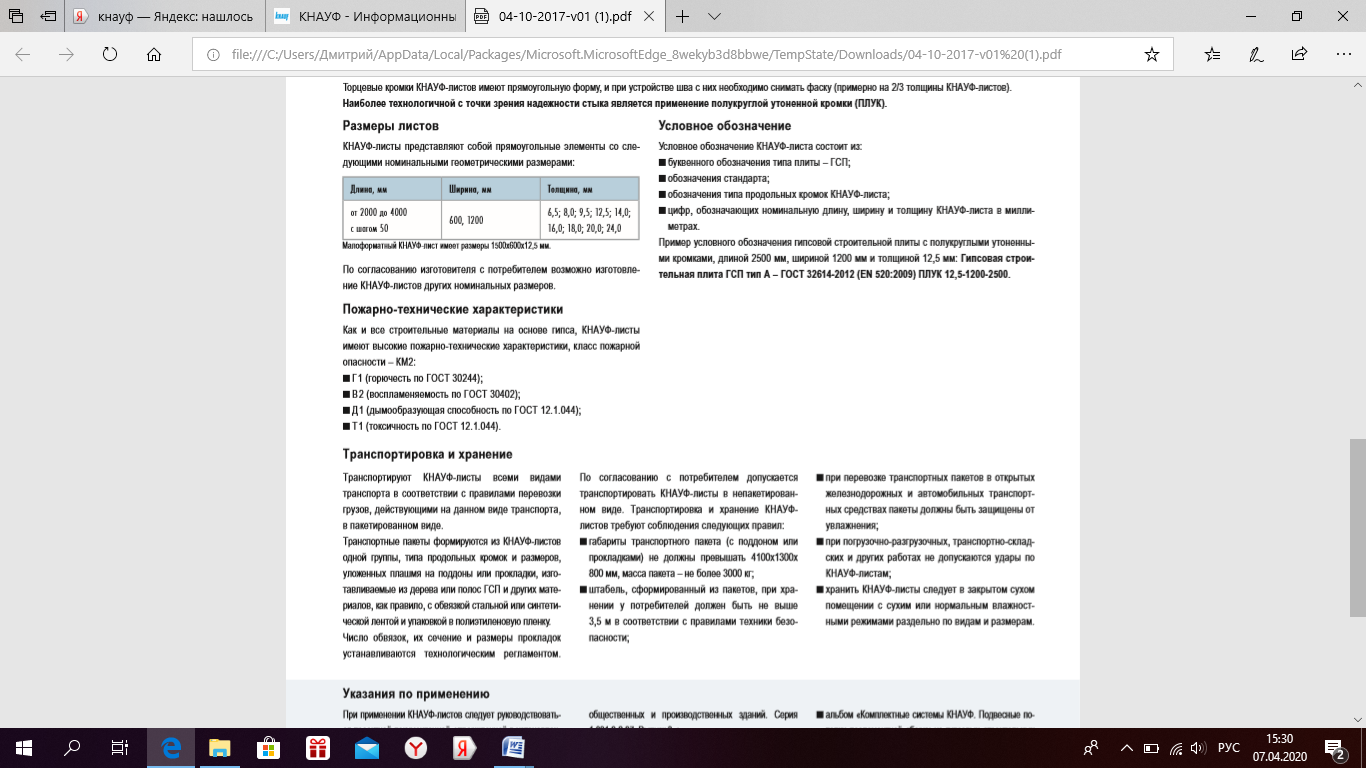 кнауф — Яндекс: нашлось
КНАУФ - Информационны
04-10-2017-v01 (1).pdf
file:///C:/Users/Дмитрий/AppData/Local/Packages/Microsoft.MicrosoftEdge_8wekyb3d8bbwe/TempState/Downloads/04-10-2017-v01%20(1).pdf
Торцевые кромки КНАУФ-листов имеют прямоугольную форму, и при устройстве шва с них необходимо снимать фаску (примерно на 2/3 толщины КНАУФ-листов).
Наиболее технологичной с точки зрения надежности стыка является применение полукруглой утоненной кромки (ПЛУК).
Размеры листов
КНАУФ-листы представляют собой прямоугольные элементы со сле-
дующими номинальными геометрическими размерами:
Длина, мм Ширина, мм Толщина, мм
от 2000 до 4000
с шагом 50
600, 1200
6,5; 8,0; 9,5; 12,5; 14,0;
16,0; 18,0; 20,0; 24,0
Малоформатный КНАУФ-лист имеет размеры 1500х600х12,5 мм.
По согласованию изготовителя с потребителем возможно изготовле-
ние КНАУФ-листов других номинальных размеров.
Пожарно-технические характеристики
Как и все строительные материалы на основе гипса, КНАУФ-листы
имеют высокие пожарно-технические характеристики, класс пожарной
опасности – КМ2:
■ Г1 (горючесть по ГОСТ 30244);
■ В2 (воспламеняемость по ГОСТ 30402);
■ Д1 (дымообразующая способность по ГОСТ 12.1.044);
■ Т1 (токсичность по ГОСТ 12.1.044).
Условное обозначение
Условное обозначение КНАУФ-листа состоит из:
■ буквенного обозначения типа плиты – ГСП;
■ обозначения стандарта;
■ обозначения типа продольных кромок КНАУФ-листа;
■ цифр, обозначающих номинальную длину, ширину и толщину КНАУФ-листа в милли-
метрах.
Пример условного обозначения гипсовой строительной плиты с полукруглыми утоненны-
ми кромками, длиной 2500 мм, шириной 1200 мм и толщиной 12,5 мм: Гипсовая строи-
тельная плита ГСП тип А – ГОСТ 32614-2012 (EN 520:2009) ПЛУК 12,5-1200-2500.
Транспортировка и хранение
Транспортируют КНАУФ-листы всеми видами
транспорта в соответствии с правилами перевозки
грузов, действующими на данном виде транспорта,
в пакетированном виде.
Транспортные пакеты формируются из КНАУФ-листов
одной группы, типа продольных кромок и размеров,
уложенных плашмя на поддоны или прокладки, изго-
тавливаемые из дерева или полос ГСП и других мате-
риалов, как правило, с обвязкой стальной или синтети-
ческой лентой и упаковкой в полиэтиленовую пленку.
Число обвязок, их сечение и размеры прокладок
устанавливаются технологическим регламентом.
По согласованию с потребителем допускается
транспортировать КНАУФ-листы в непакетирован-
ном виде. Транспортировка и хранение КНАУФ-
листов требуют соблюдения следующих правил:
■ габариты транспортного пакета (с поддоном или
прокладками) не должны превышать 4100х1300х
800 мм, масса пакета – не более 3000 кг;
■ штабель, сформированный из пакетов, при хра-
нении у потребителей должен быть не выше
3,5 м в соответствии с правилами техники безо-
пасности;
■ при перевозке транспортных пакетов в открытых
железнодорожных и автомобильных транспорт-
ных средствах пакеты должны быть защищены от
увлажнения;
■ при погрузочно-разгрузочных, транспортно-склад-
ских и других работах не допускаются удары по
КНАУФ-листам;
■ хранить КНАУФ-листы следует в закрытом сухом
помещении с сухим или нормальным влажност-
ными режимами раздельно по видам и размерам.
Указания по применению
При применении КНАУФ-листов следует руководствовать-
общественных и производственных зданий. Серия
■ альбом «Комплектные системы КНАУФ. Подвесные по-
РУС
15:30
07.04.2020
2